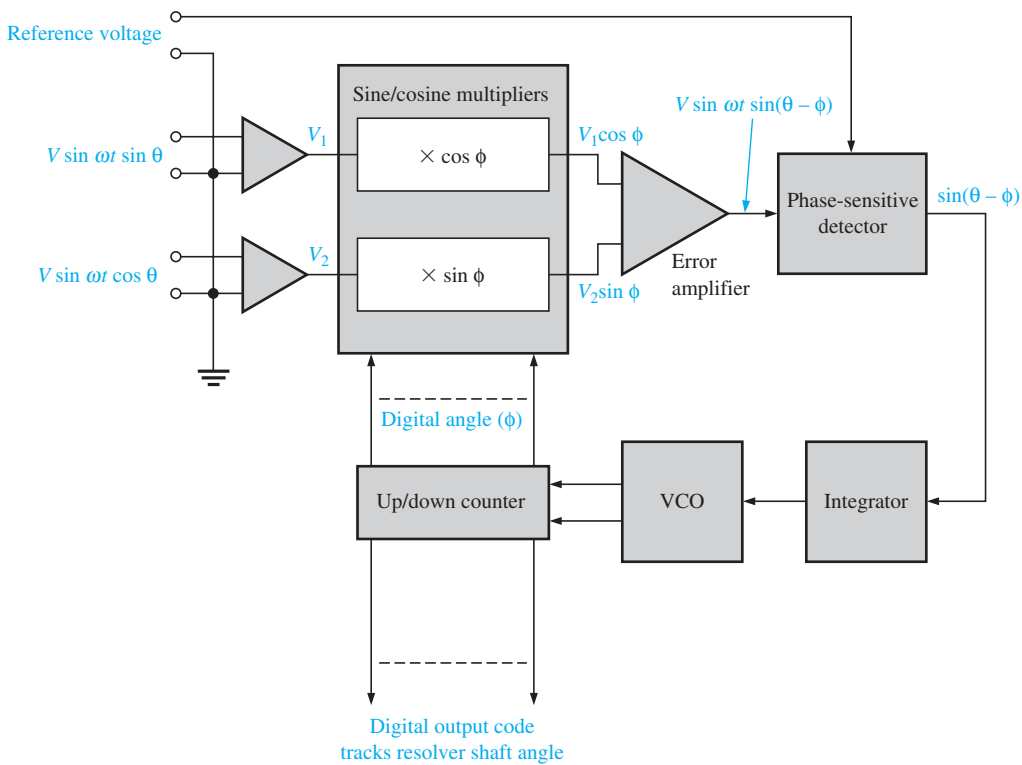 Reference voltage
Sine/cosine multipliers
V sin ωt sin(θ – ϕ)
V sin ωt sin θ
V₁
× cos ϕ
V₁cos ϕ
Phase-sensitive
detector
sin(θ – ϕ)
V sin ωt cos θ
V₂
× sin ϕ
V₂sin ϕ
Error
amplifier
Digital angle (ϕ)
Up/down counter
VCO
Integrator
Digital output code
tracks resolver shaft angle